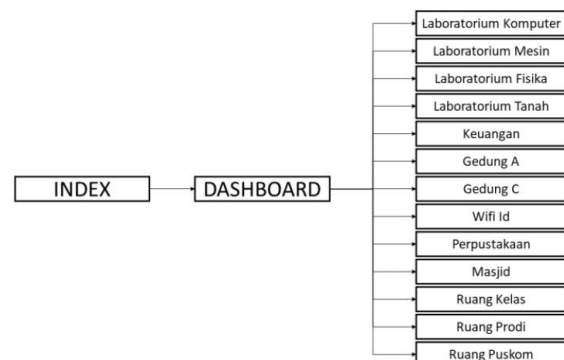 Laboratorium Komputer
Laboratorium Mesin
Laboratorium Fisika
Laboratorium Tanah
Keuangan
Gedung A
INDEX
DASHBOARD
Gedung C
Wifi Id
Perpustakaan
Masjid
Ruang Kelas
Ruang Prodi
Ruang Puskom